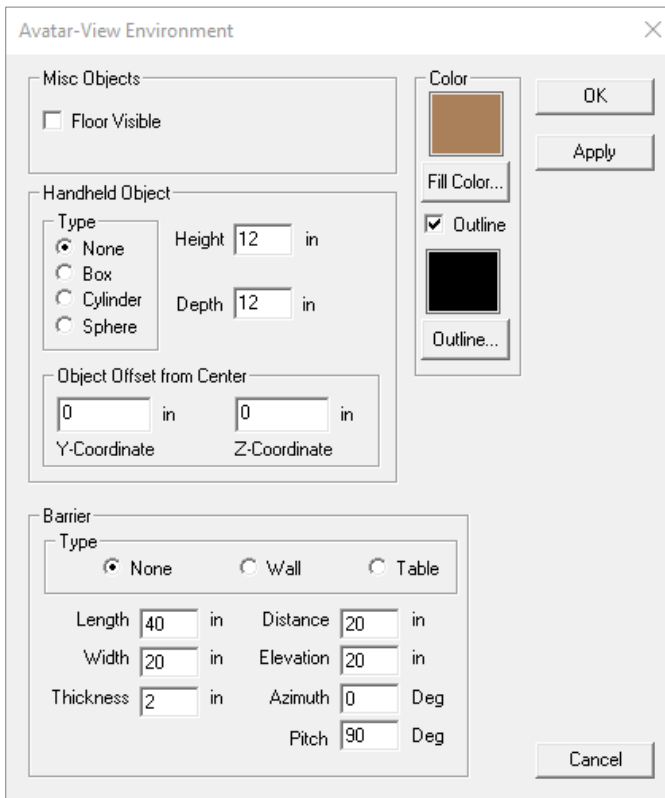 Avatar-View Environment
Misc Objects
Floor Visible
Handheld Object
Type
None
Box
Cylinder
Sphere
Height 12 in
Depth 12 in
Object Offset from Center
0 in 0 in
Y-Coordinate Z-Coordinate
Color
Fill Color...
Outline
Outline...
OK
Apply
Barrier
Type
None Wall Table
Length 40 in Distance 20 in
Width 20 in Elevation 20 in
Thickness 2 in Azimuth 0 Deg
Pitch 90 Deg
Cancel